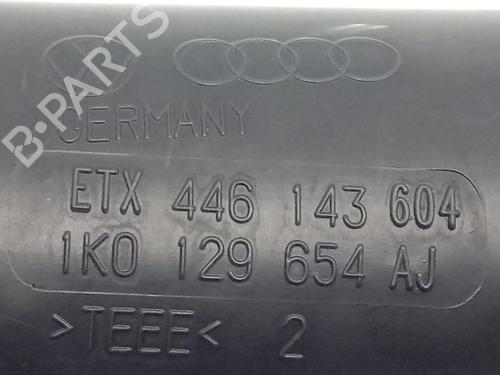 B-PARTS
GERMANY
ETX 446 143 604
1K0 129 654 AJ
>TEEE< 2